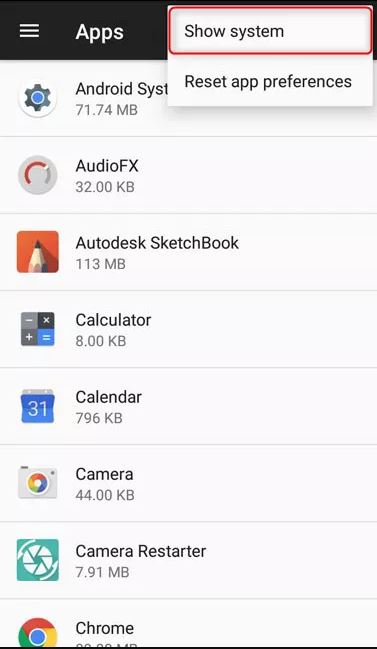 Apps
Show system
Reset app preferences
Android Syst
71.74 MB
AudioFX
32.00 KB
Autodesk SketchBook
113 MB
Calculator
8.00 KB
31
Calendar
796 KB
Camera
44.00 KB
Camera Restarter
7.91 MB
Chrome